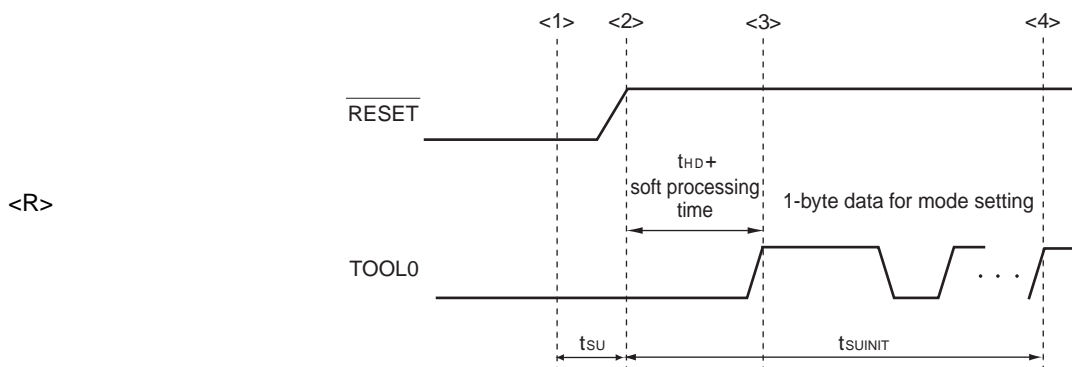 <1> <2> <3> <4>
RESET
tHD+
soft processing
time
1-byte data for mode setting
<R>
TOOL0
. . .
tSU
tSUINIT